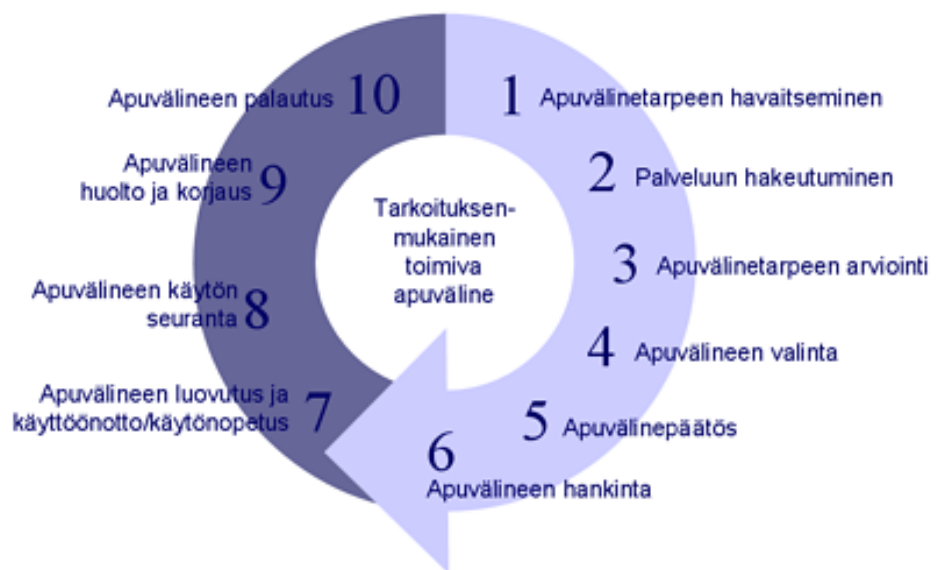 1 Apuvälinetarpeen havaitseminen
2 Palveluun hakeutuminen
3 Apuvälinetarpeen arviointi
4 Apuvälineen valinta
5 Apuvälinepäätös
6
Apuvälineen hankinta
Apuvälineen luovutus ja
käyttöönotto/käytönopetus 7
Apuvälineen käytön
seuranta 8
Apuvälineen
huolto ja korjaus 9
Apuvälineen palautus 10
Tarkoituksen-
mukainen
toimiva
apuväline